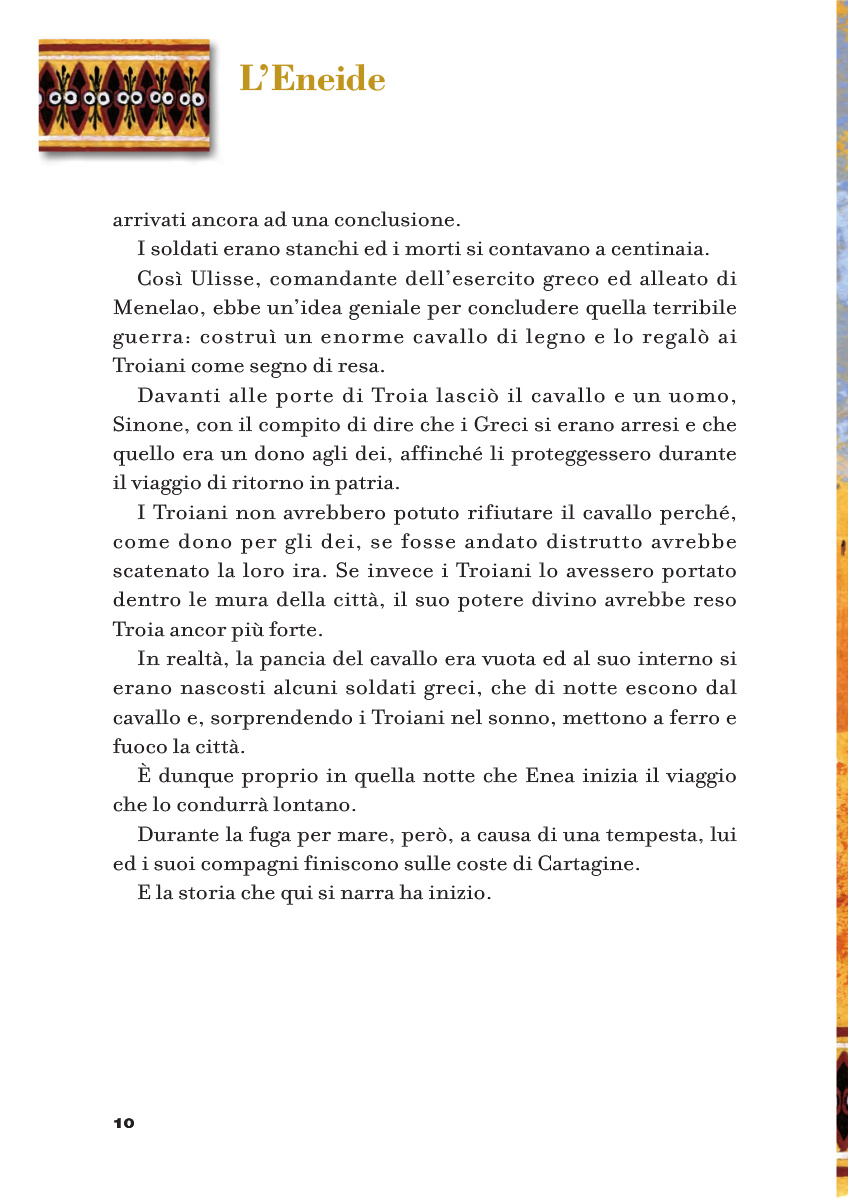 L’Eneide
arrivati ancora ad una conclusione.
I soldati erano stanchi ed i morti si contavano a centinaia.
Così Ulisse, comandante dell’esercito greco ed alleato di
Menelao, ebbe un’idea geniale per concludere quella terribile
guerra: costruì un enorme cavallo di legno e lo regalò ai
Troiani come segno di resa.
Davanti alle porte di Troia lasciò il cavallo e un uomo,
Sinone, con il compito di dire che i Greci si erano arresi e che
quello era un dono agli dei, affinché li proteggessero durante
il viaggio di ritorno in patria.
I Troiani non avrebbero potuto rifiutare il cavallo perché,
come dono per gli dei, se fosse andato distrutto avrebbe
scatenato la loro ira. Se invece i Troiani lo avessero portato
dentro le mura della città, il suo potere divino avrebbe reso
Troia ancor più forte.
In realtà, la pancia del cavallo era vuota ed al suo interno si
erano nascosti alcuni soldati greci, che di notte escono dal
cavallo e, sorprendendo i Troiani nel sonno, mettono a ferro e
fuoco la città.
È dunque proprio in quella notte che Enea inizia il viaggio
che lo condurrà lontano.
Durante la fuga per mare, però, a causa di una tempesta, lui
ed i suoi compagni finiscono sulle coste di Cartagine.
E la storia che qui si narra ha inizio.
10